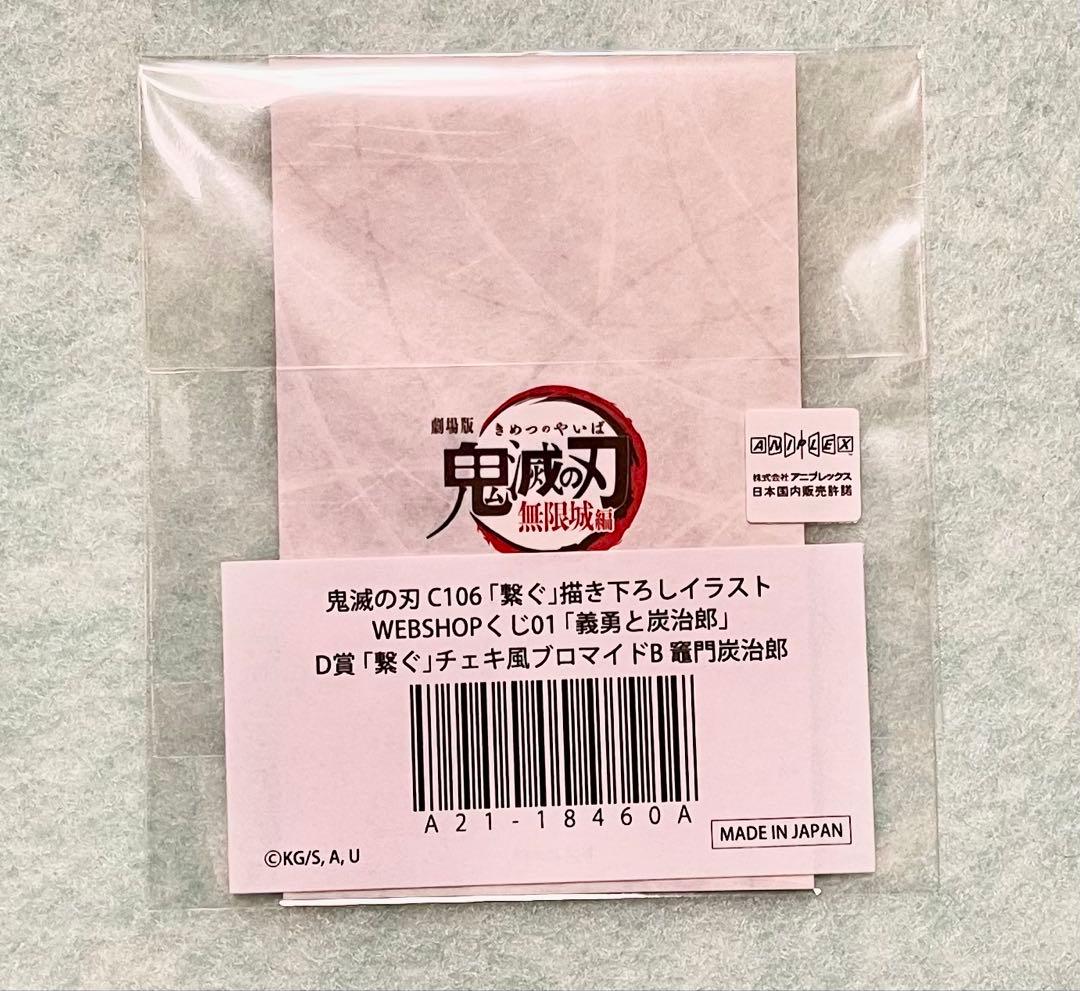 劇場版 きめつのやいば
鬼滅の刃
無限城編
ANIPLEX
株式会社 アニプレックス
日本国内販売許諾
鬼滅の刃 C106 「繋ぐ」描き下ろしイラスト
WEBSHOPくじ01 「義勇と炭治郎」
D賞 「繋ぐ」チェキ風ブロマイドB 竈門炭治郎
A21-18460A
MADE IN JAPAN
©KG/S, A, U